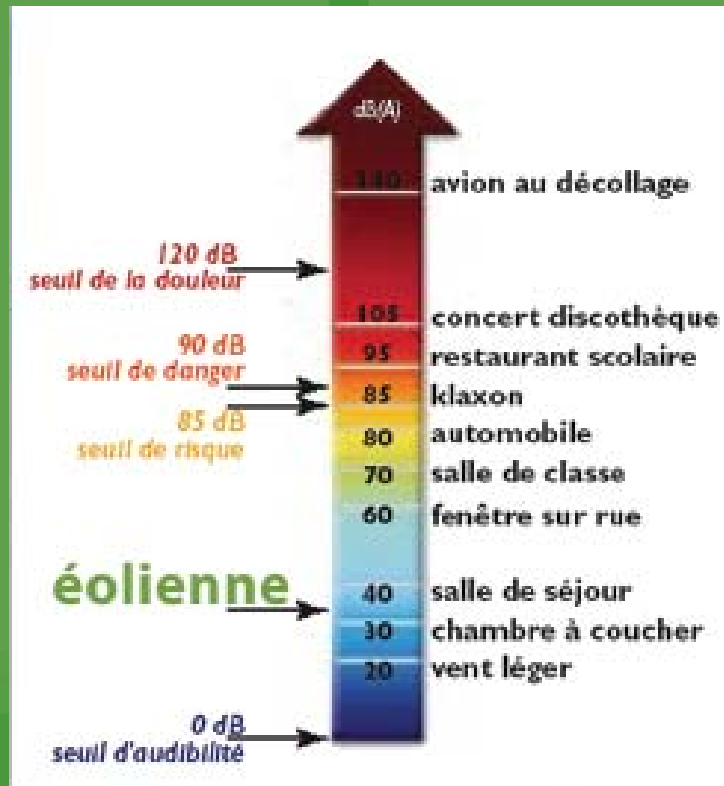 dB(A)
140 avion au décollage
120 dB
seuil de la douleur
105 concert discothèque
90 dB
seuil de danger
95 restaurant scolaire
85 klaxon
85 dB
seuil de risque
80 automobile
70 salle de classe
60 fenêtre sur rue
éolienne
40 salle de séjour
30 chambre à coucher
20 vent léger
0 dB
seuil d'audibilité